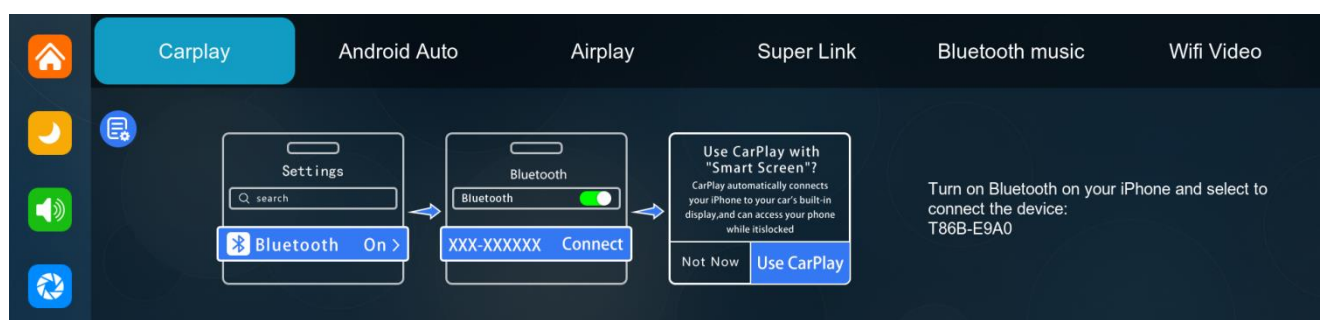 Carplay
Android Auto
Airplay
Super Link
Bluetooth music
Wifi Video
Settings
search
Bluetooth On >
Bluetooth
Bluetooth
XXX-XXXXXX Connect
Use CarPlay with
"Smart Screen"?
CarPlay automatically connects
your iPhone to your car's built-in
display,and can access your phone
while itislocked
Not Now
Use CarPlay
Turn on Bluetooth on your iPhone and select to
connect the device:
T86B-E9A0